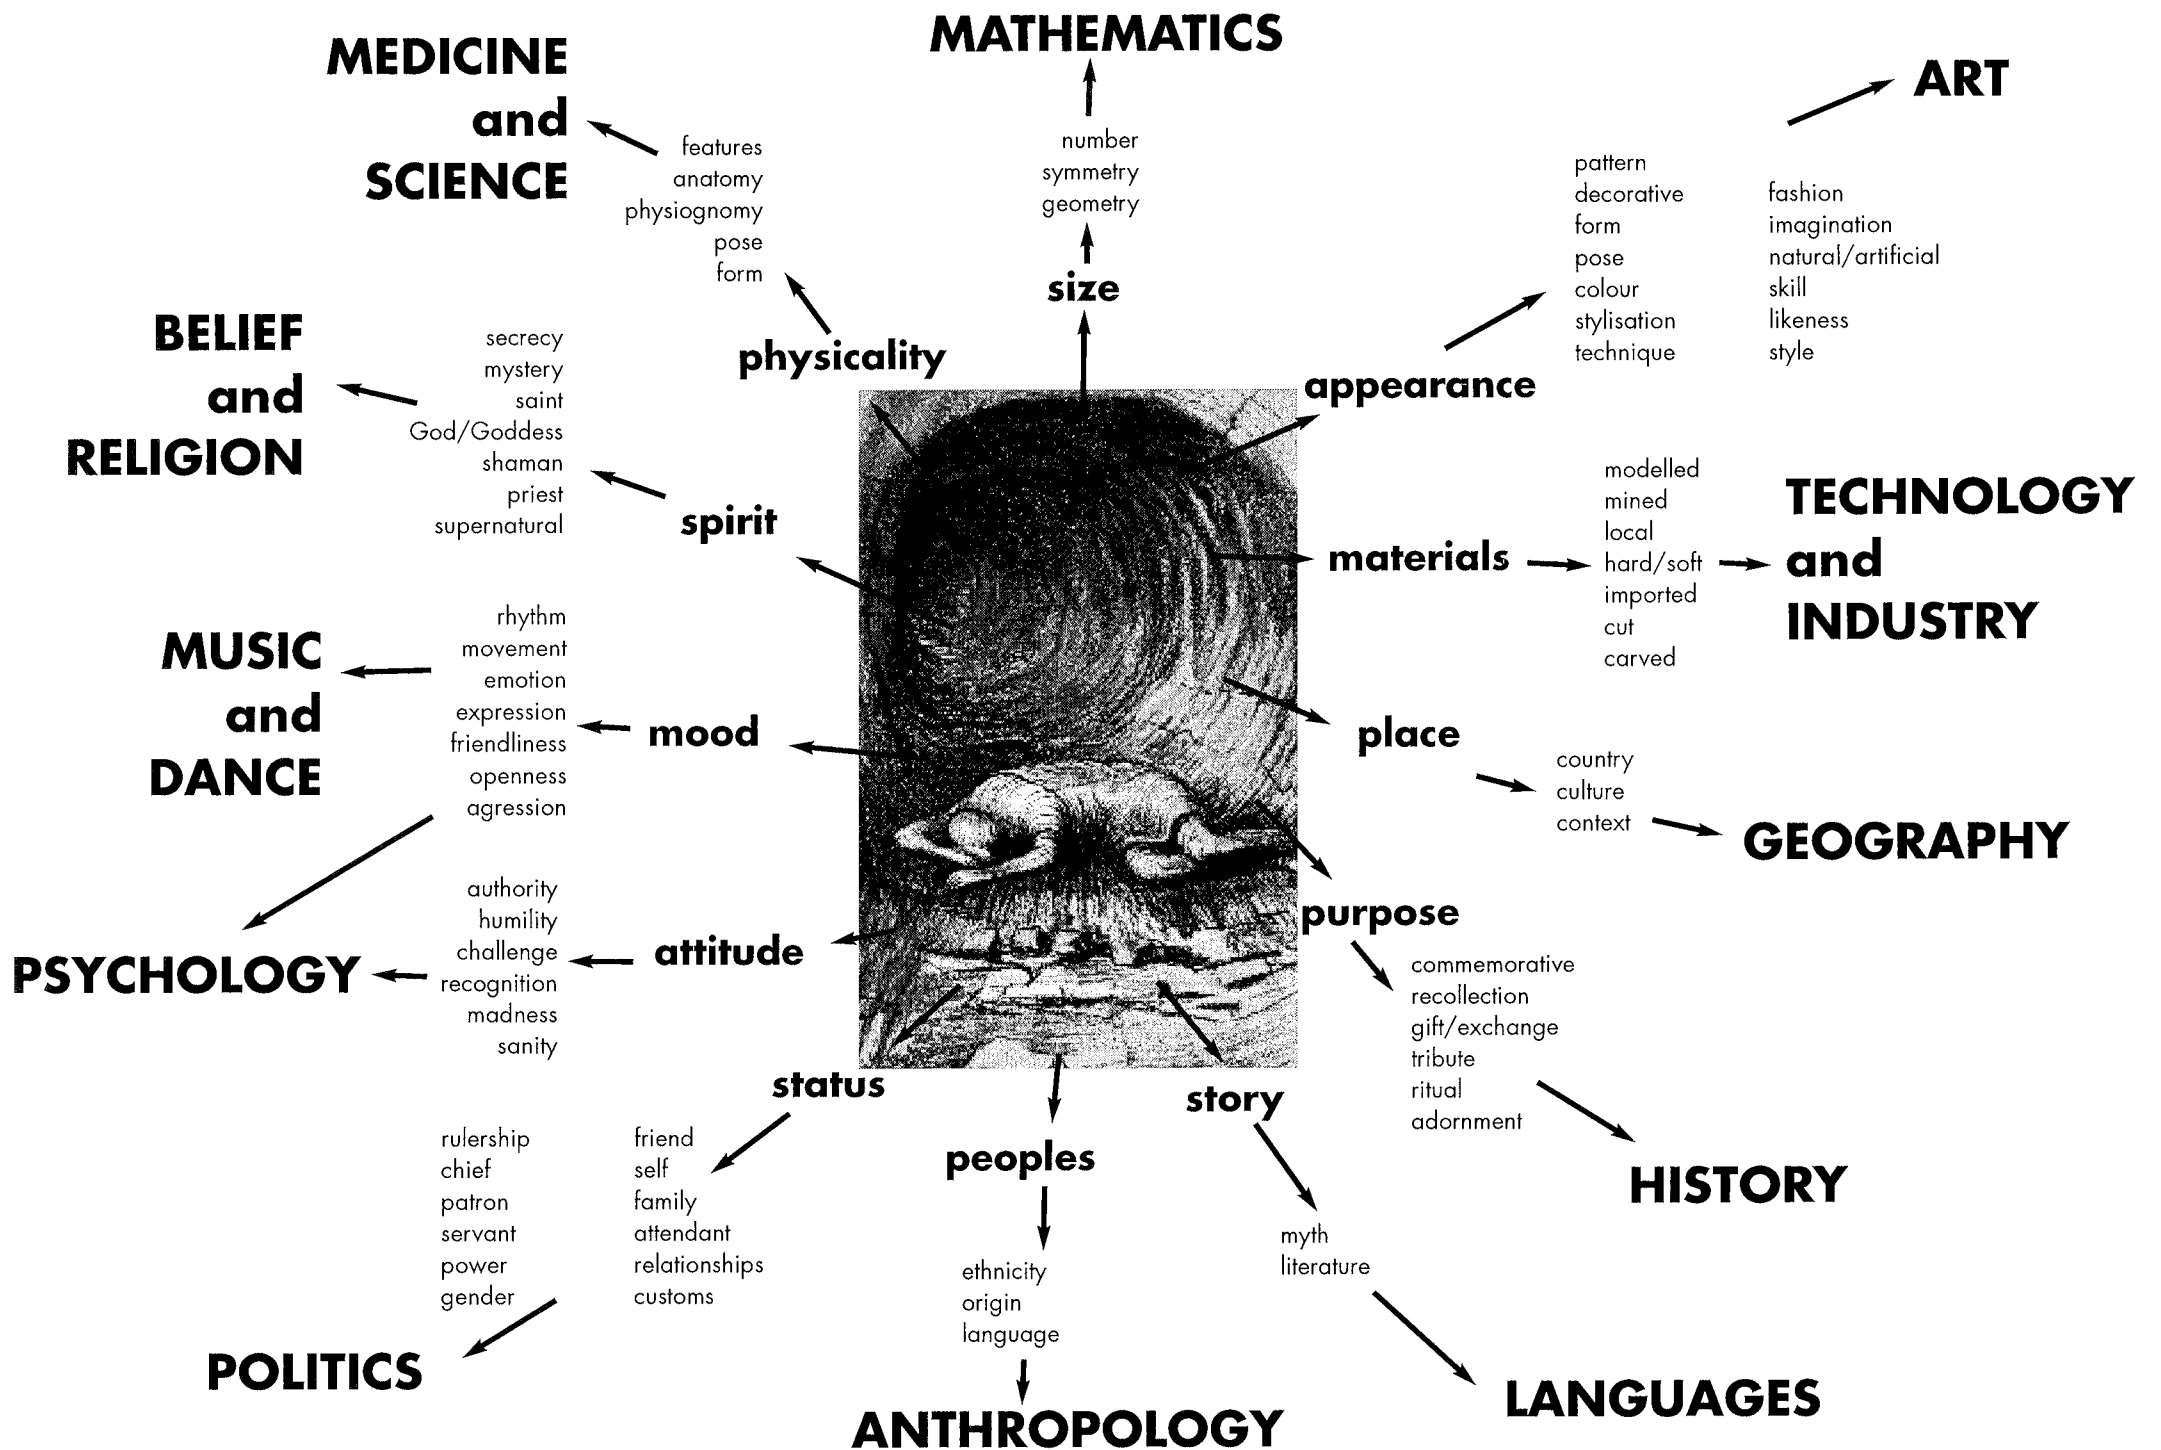 MATHEMATICS
number
symmetry
geometry
size
MEDICINE
and
SCIENCE
features
anatomy
physiognomy
pose
form
physicality
ART
pattern
decorative
form
pose
colour
stylisation
technique
fashion
imagination
natural/artificial
skill
likeness
style
appearance
BELIEF
and
RELIGION
secrecy
mystery
saint
God/Goddess
shaman
priest
supernatural
spirit
materials
modelled
mined
local
hard/soft
imported
cut
carved
TECHNOLOGY
and
INDUSTRY
MUSIC
and
DANCE
rhythm
movement
emotion
expression
friendliness
openness
agression
mood
place
country
culture
context
GEOGRAPHY
PSYCHOLOGY
authority
humility
challenge
recognition
madness
sanity
attitude
purpose
commemorative
recollection
gift/exchange
tribute
ritual
adornment
HISTORY
status
rulership
chief
patron
servant
power
gender
friend
self
family
attendant
relationships
customs
POLITICS
peoples
ethnicity
origin
language
ANTHROPOLOGY
story
myth
literature
LANGUAGES